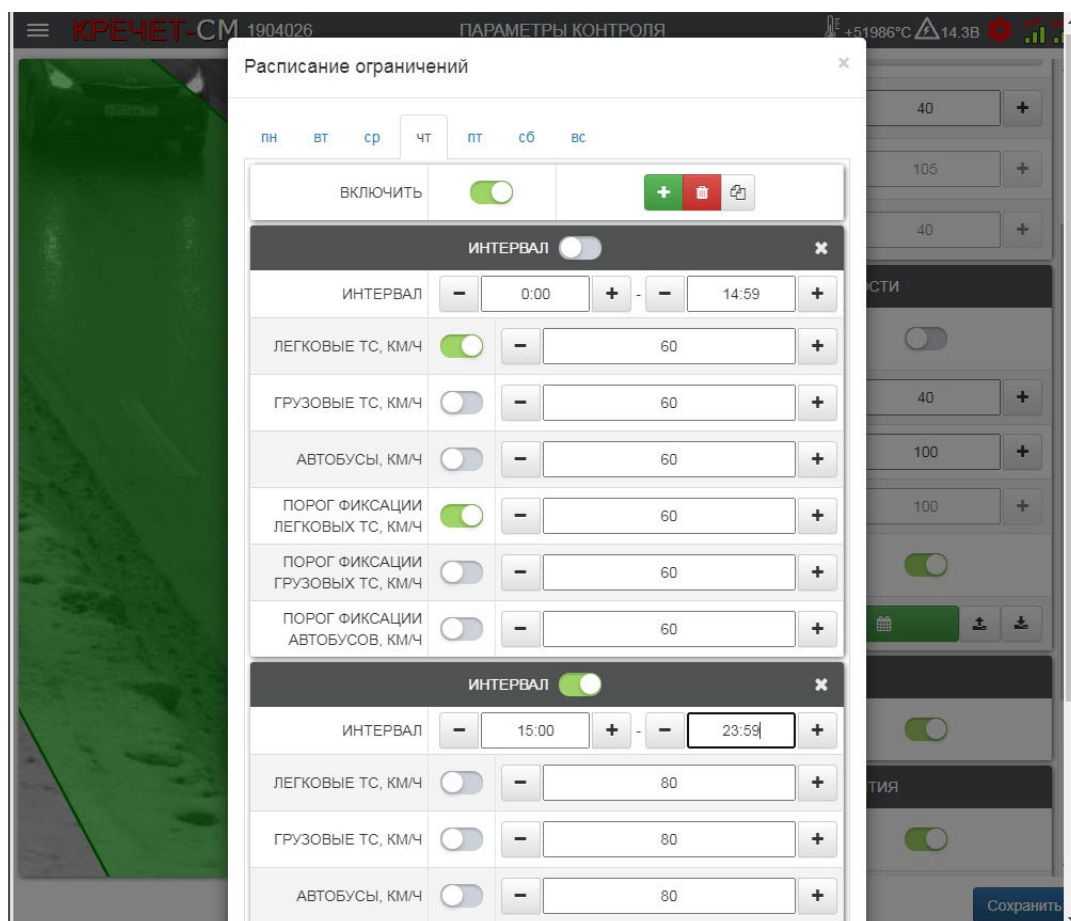 КРЕЧЕТ-СМ 1904026 ПАРАМЕТРЫ КОНТРОЛЯ +51986°C 14.3В
Расписание ограничений ×
пн вт ср чт пт сб вс
40 +
105 +
ВКЛЮЧИТЬ +
40 +
ИНТЕРВАЛ
ОСТИ
ИНТЕРВАЛ − 0:00 + - − 14:59 +
ЛЕГКОВЫЕ ТС, КМ/Ч − 60 +
ГРУЗОВЫЕ ТС, КМ/Ч − 60 +
40 +
АВТОБУСЫ, КМ/Ч − 60 +
100 +
ПОРОГ ФИКСАЦИИ
ЛЕГКОВЫХ ТС, КМ/Ч − 60 +
100 +
ПОРОГ ФИКСАЦИИ
ГРУЗОВЫХ ТС, КМ/Ч − 60 +
ПОРОГ ФИКСАЦИИ
АВТОБУСОВ, КМ/Ч − 60 +
ИНТЕРВАЛ
ИНТЕРВАЛ − 15:00 + - − 23:59 +
ЛЕГКОВЫЕ ТС, КМ/Ч − 80 +
ТИЯ
ГРУЗОВЫЕ ТС, КМ/Ч − 80 +
АВТОБУСЫ, КМ/Ч − 80 +
Сохранить